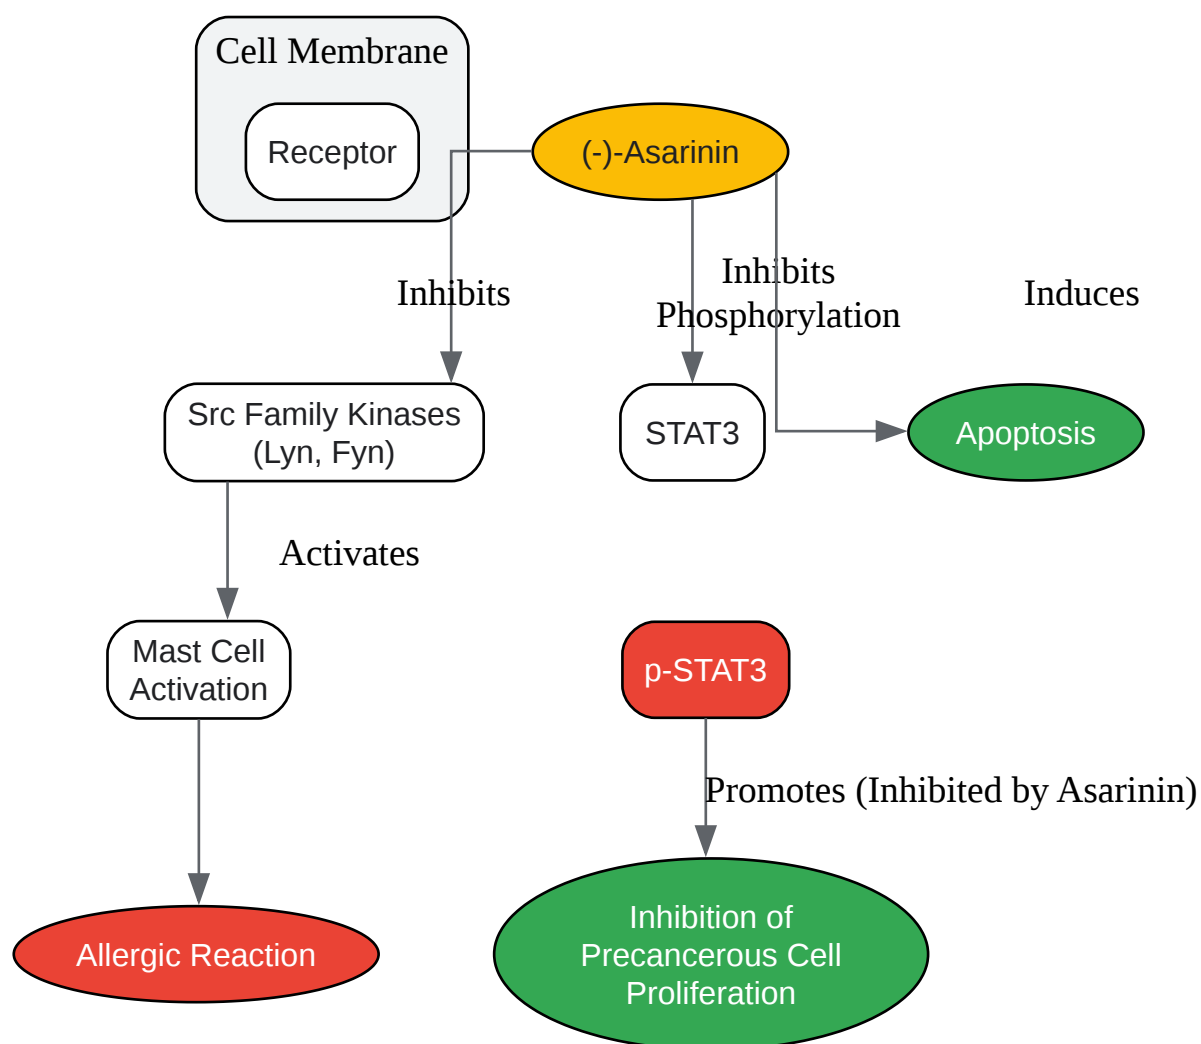 Cell Membrane
Receptor
(-)-Asarinin
Inhibits
Inhibits
Phosphorylation
Induces
Src Family Kinases
(Lyn, Fyn)
STAT3
Apoptosis
Activates
Mast Cell
Activation
p-STAT3
Promotes (Inhibited by Asarinin)
Allergic Reaction
Inhibition of
Precancerous Cell
Proliferation